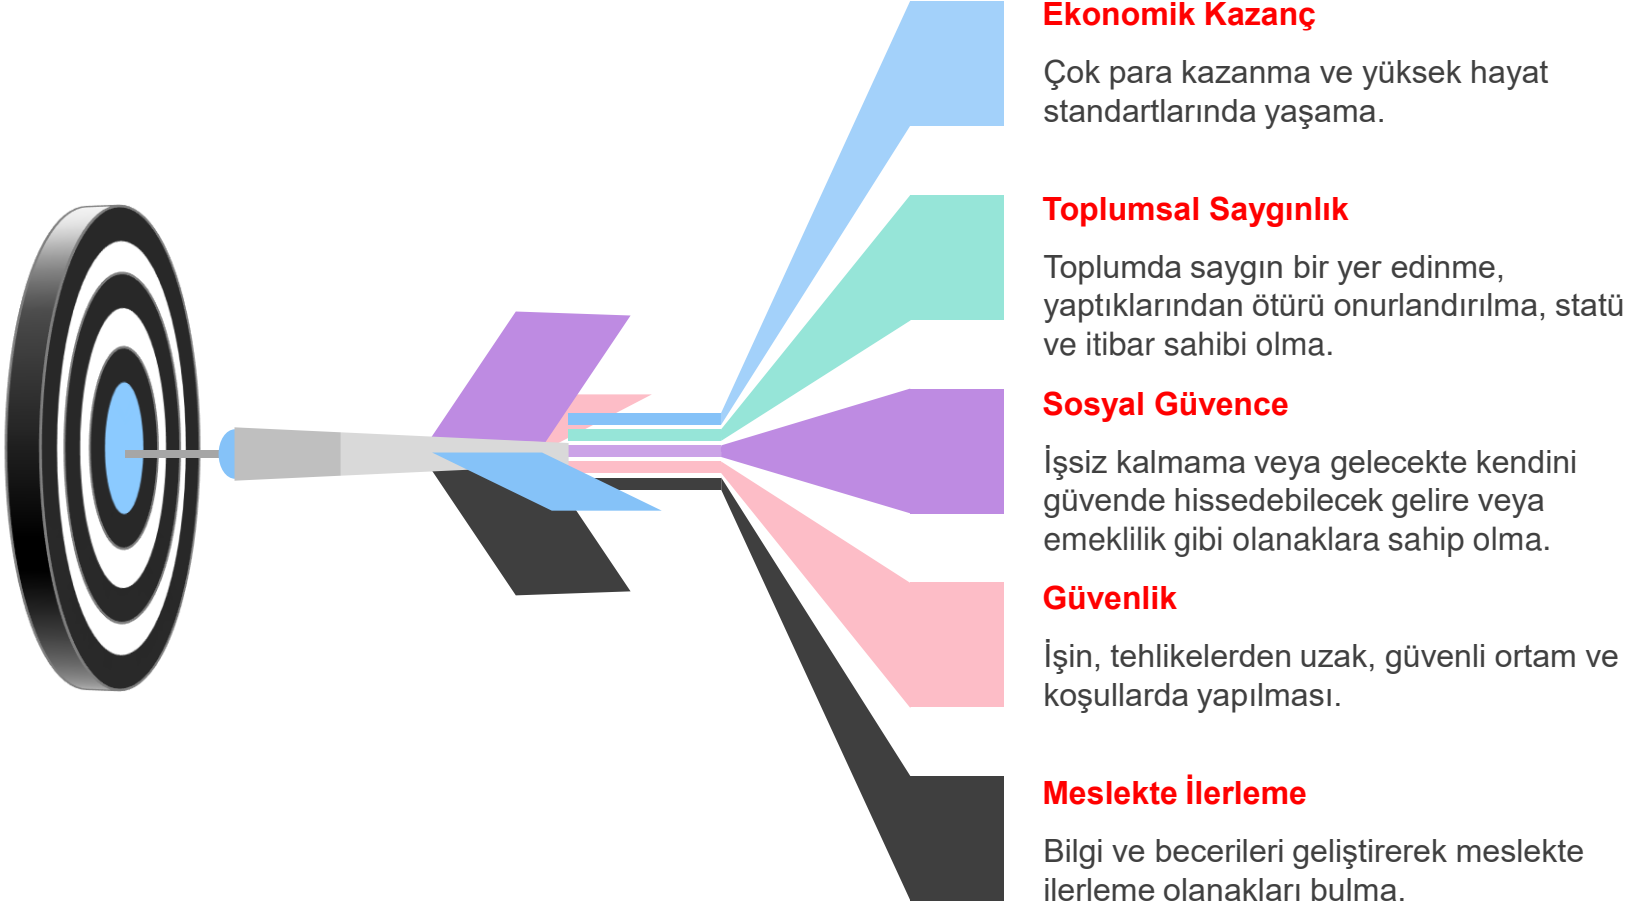 Ekonomik Kazanç
Çok para kazanma ve yüksek hayat
standartlarında yaşama.
Toplumsal Saygınlık
Toplumda saygın bir yer edinme,
yaptıklarından ötürü onurlandırılma, statü
ve itibar sahibi olma.
Sosyal Güvence
İşsiz kalmama veya gelecekte kendini
güvende hissedebilecek gelire veya
emeklilik gibi olanaklara sahip olma.
Güvenlik
İşin, tehlikelerden uzak, güvenli ortam ve
koşullarda yapılması.
Meslekte İlerleme
Bilgi ve becerileri geliştirerek meslekte
ilerleme olanakları bulma.